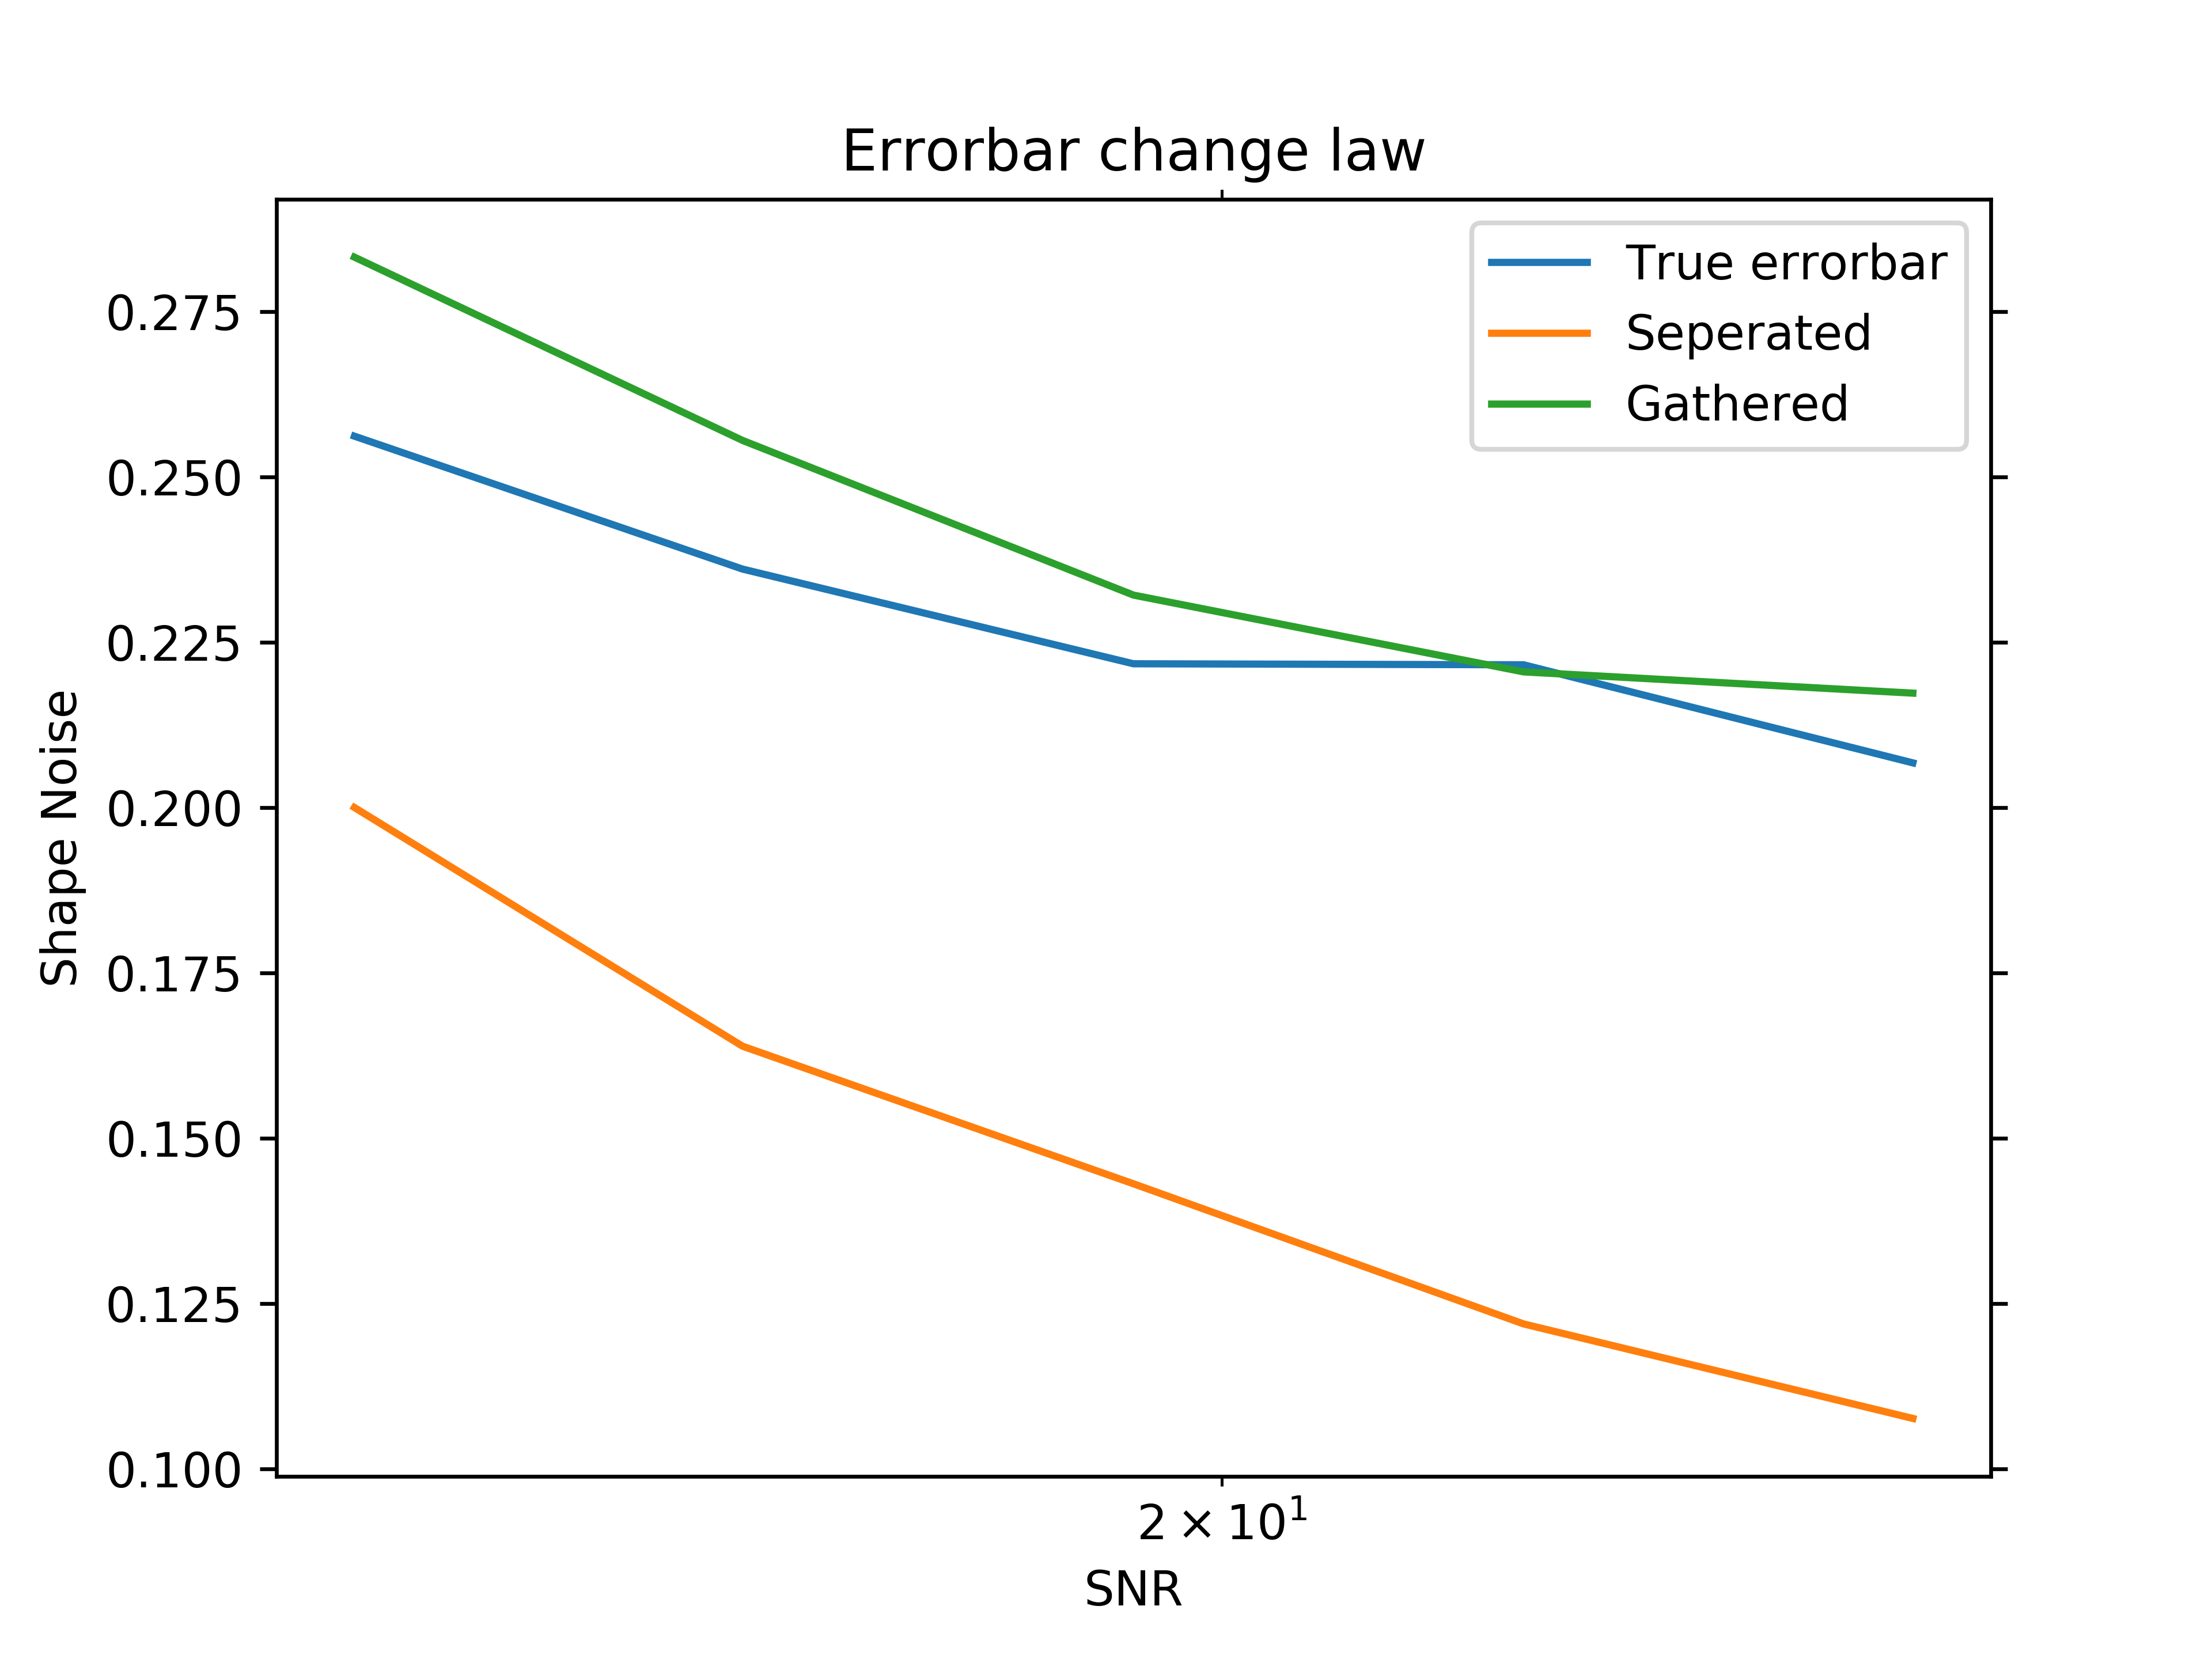 Errorbar change law
True errorbar
Seperated
Gathered
0.275
0.250
0.225
0.200
0.175
0.150
0.125
0.100
Shape Noise
2 × 10¹
SNR